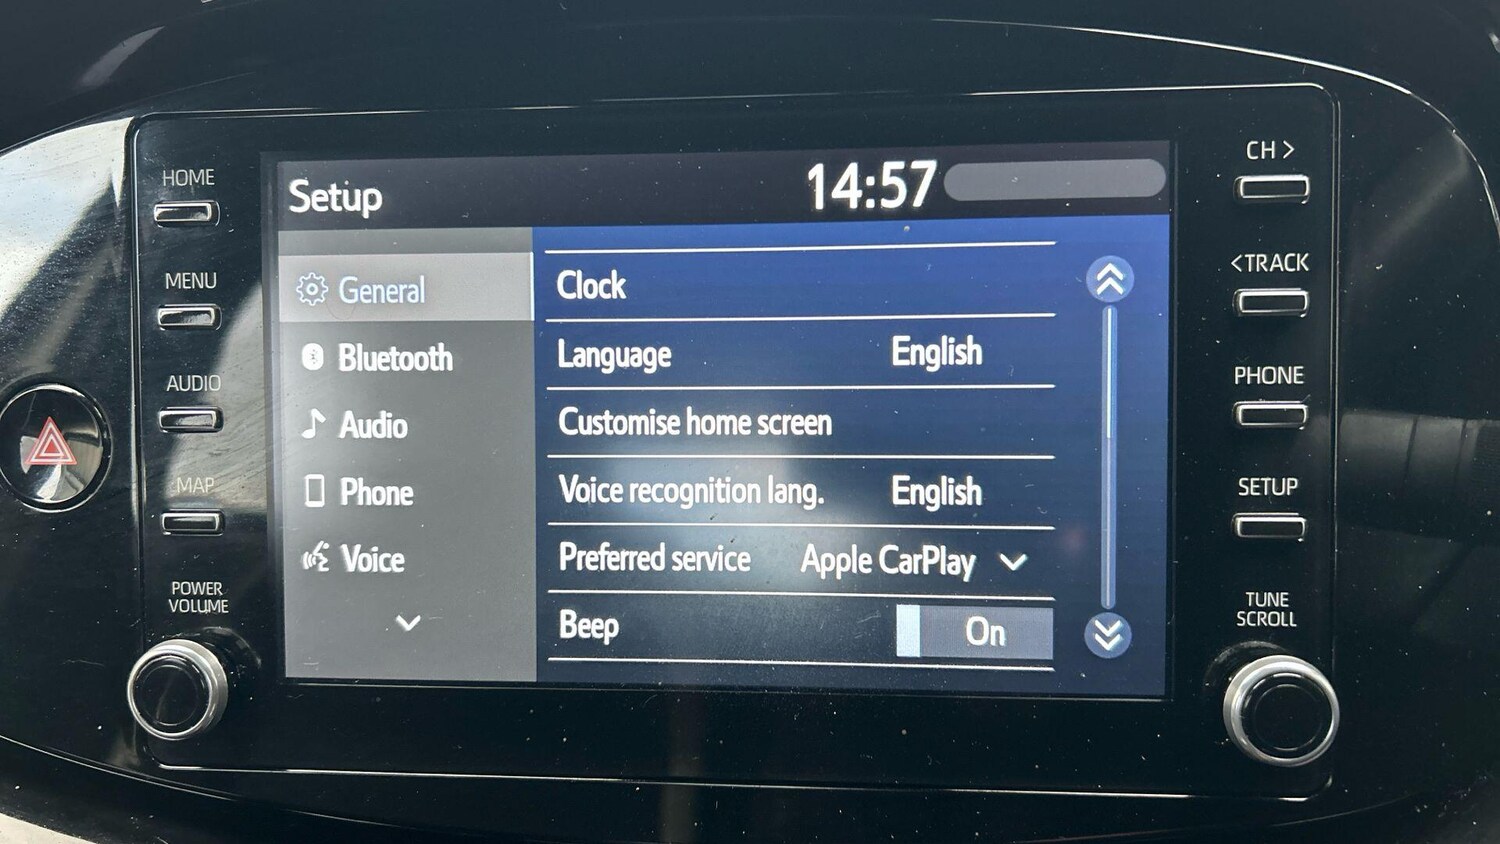 HOME
MENU
AUDIO
MAP
POWER
VOLUME
Setup
14:57
General
Bluetooth
Audio
Phone
Voice
Clock
Language English
Customise home screen
Voice recognition lang. English
Preferred service Apple CarPlay
Beep On
CH >
<TRACK
PHONE
SETUP
TUNE
SCROLL